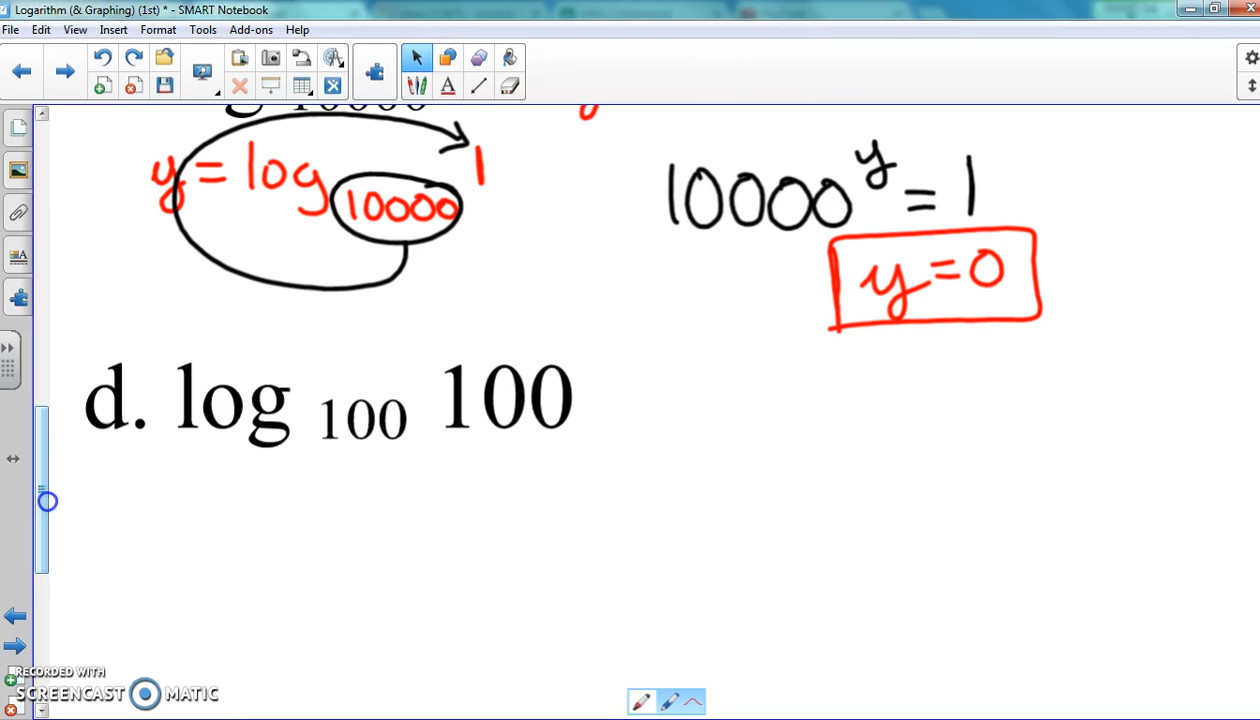 Logarithm (& Graphing) (1st) * - SMART Notebook
File Edit View Insert Format Tools Add-ons Help
g 10000
y = log 10000 1
10000 y = 1
y = 0
d. log 100 100
RECORDED WITH
SCREENCAST MATIC